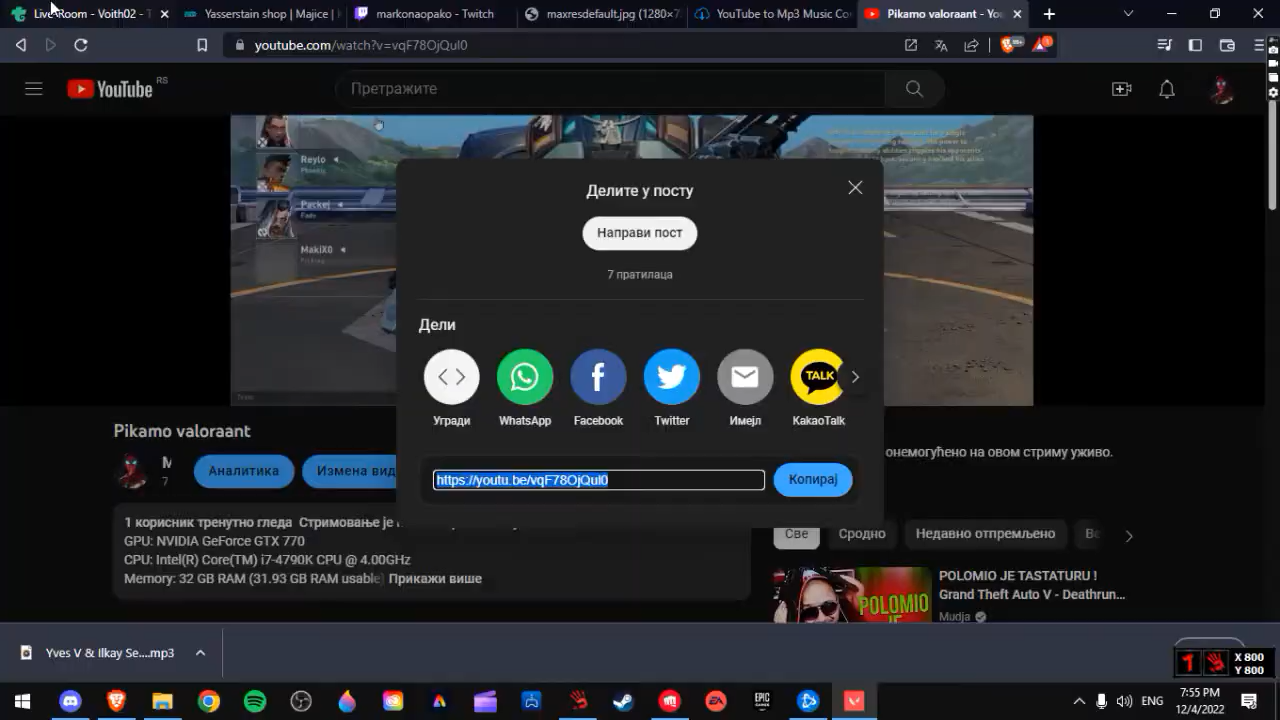 Live Room - Voith02 - T
Yasserstain shop | Majice |
markonaopako - Twitch
maxresdefault.jpg (1280×7
YouTube to Mp3 Music Co
Pikamo valoraant - You
youtube.com/watch?v=vqF78OjQul0
YouTube RS
Претражите
Reylo
Packej
Fade
MakiX0
Делите у посту
Направи пост
7 пратилаца
Дели
Угради
WhatsApp
Facebook
Twitter
Имејл
TALK
KakaoTalk
https://youtu.be/vqF78OjQul0
Копирај
Pikamo valoraant
онемогућено на овом стриму уживо.
M
7
Аналитика
Измена вид
1 корисник тренутно гледа Стримовање је
GPU: NVIDIA GeForce GTX 770
CPU: Intel(R) Core(TM) i7-4790K CPU @ 4.00GHz
Memory: 32 GB RAM (31.93 GB RAM usable) Прикажи више
Све
Сродно
Недавно отпремљено
POLOMIO JE
POLOMIO JE TASTATURU !
Grand Theft Auto V - Deathrun...
Mudja
Yves V & Ilkay Se....mp3
X 800
Y 800
EPIC GAMES
ENG
7:55 PM
12/4/2022